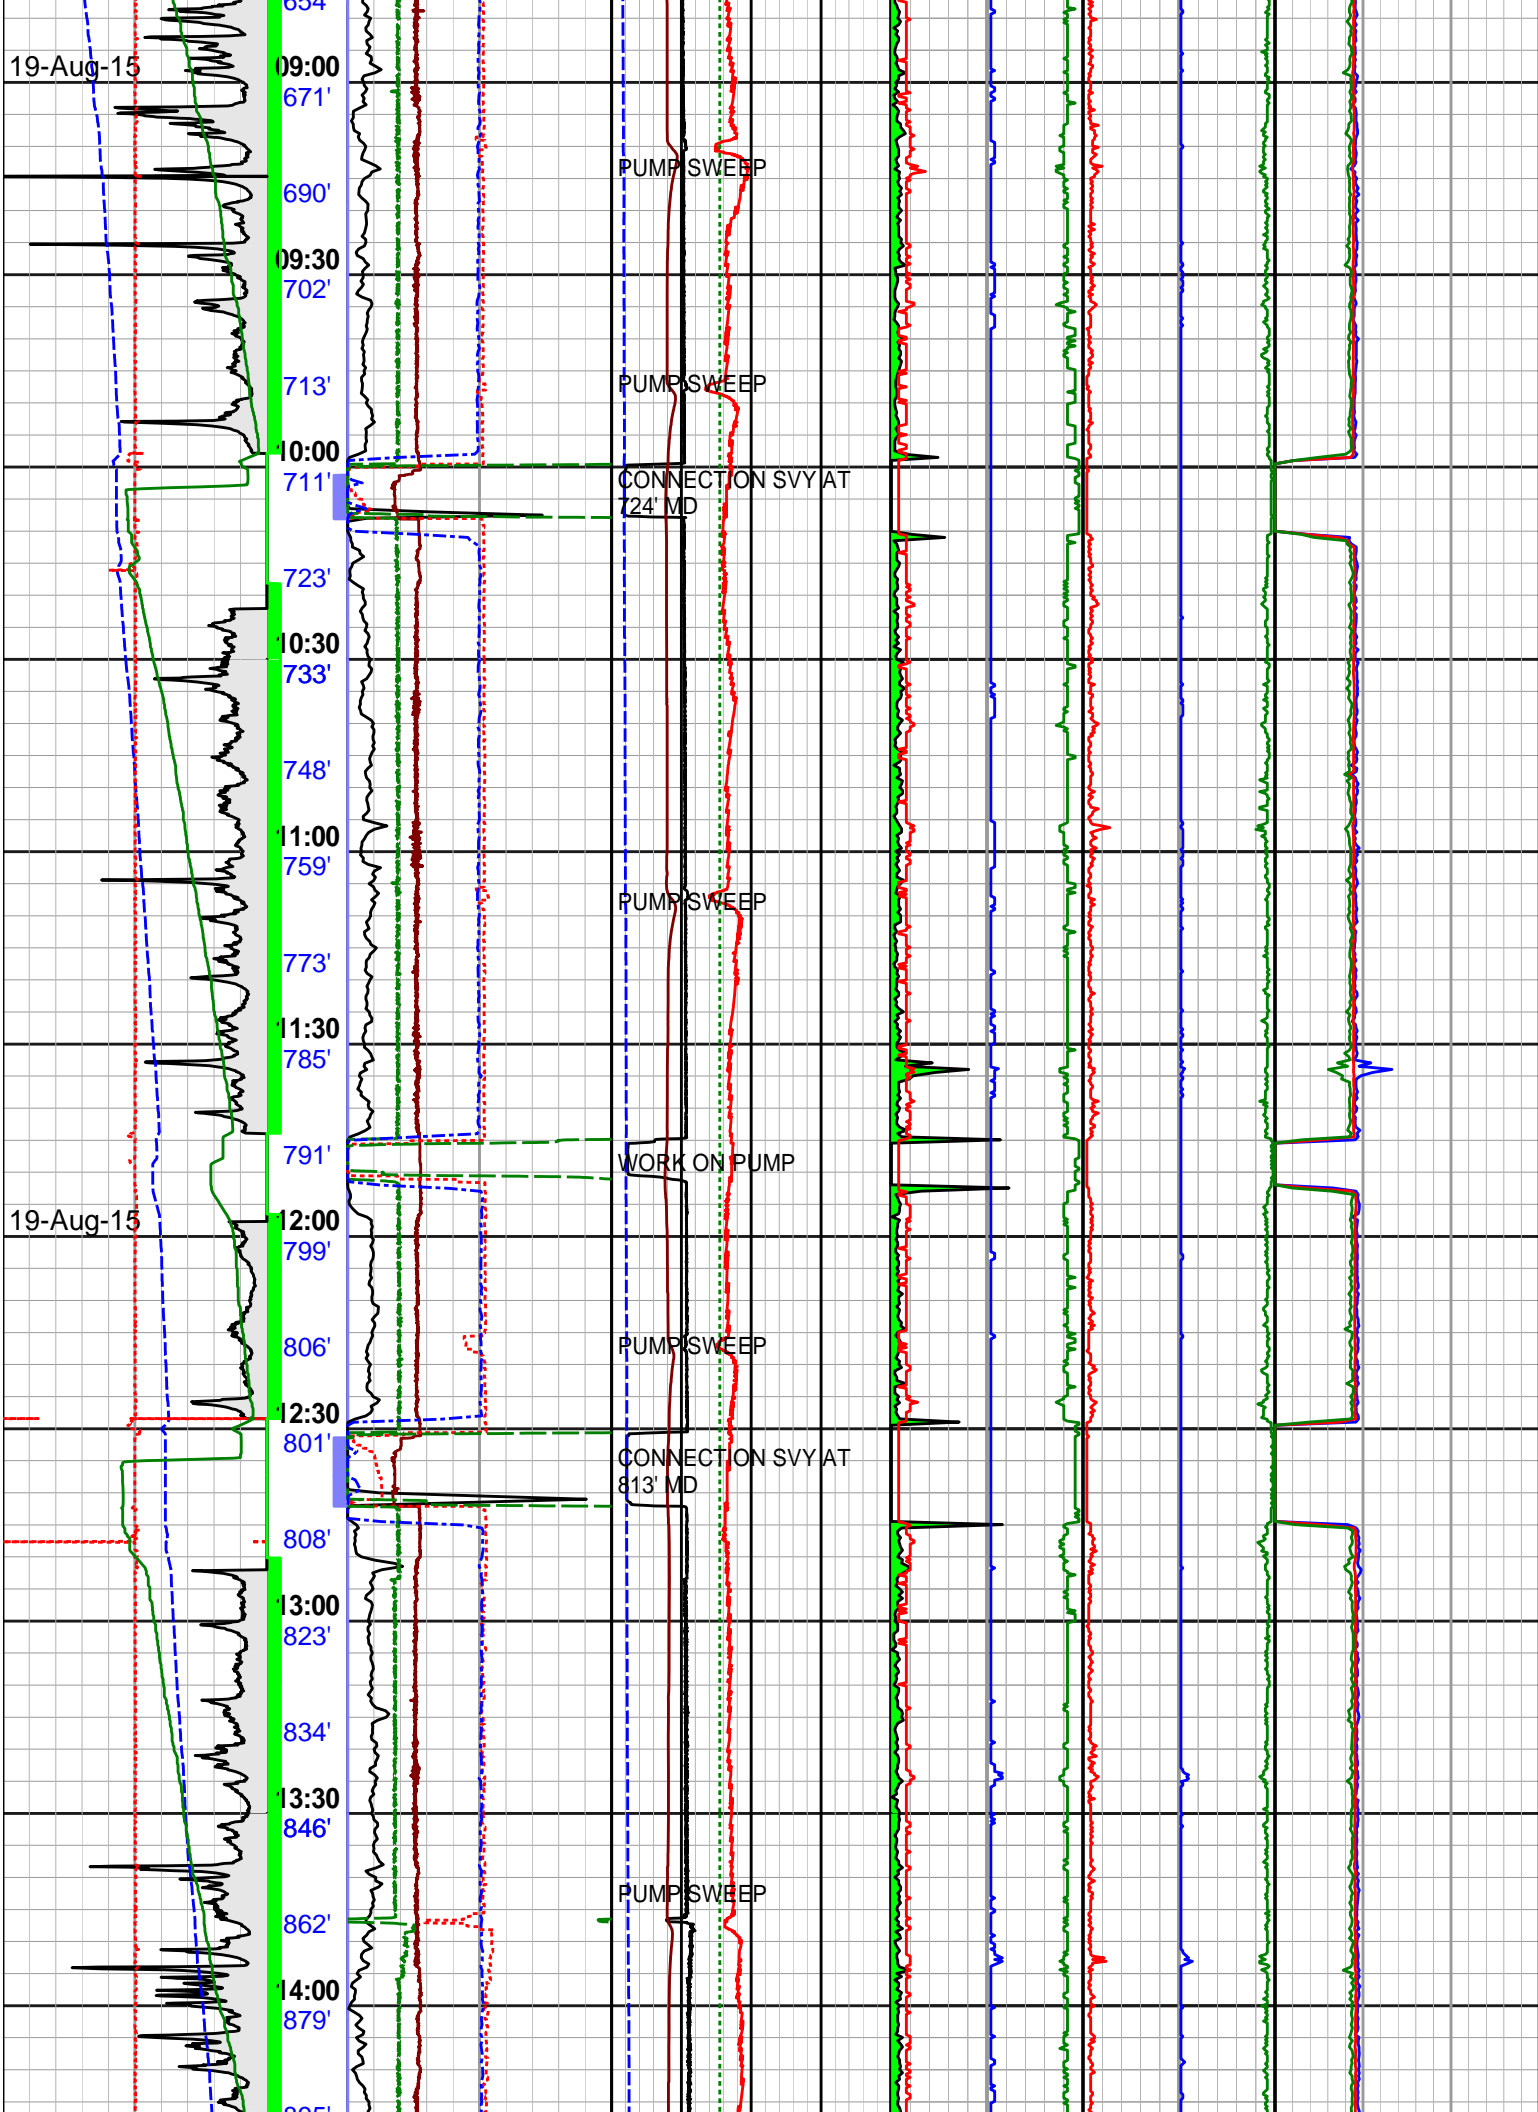 654'
19-Aug-15
09:00
671'
PUMP SWEEP
690'
09:30
702'
713'
PUMP SWEEP
10:00
711'
CONNECTION SVY AT
724' MD
723'
10:30
733'
748'
11:00
759'
PUMP SWEEP
773'
11:30
785'
791'
WORK ON PUMP
19-Aug-15
12:00
799'
806'
PUMP SWEEP
12:30
801'
CONNECTION SVY AT
813' MD
808'
13:00
823'
834'
13:30
846'
PUMP SWEEP
862'
14:00
879'